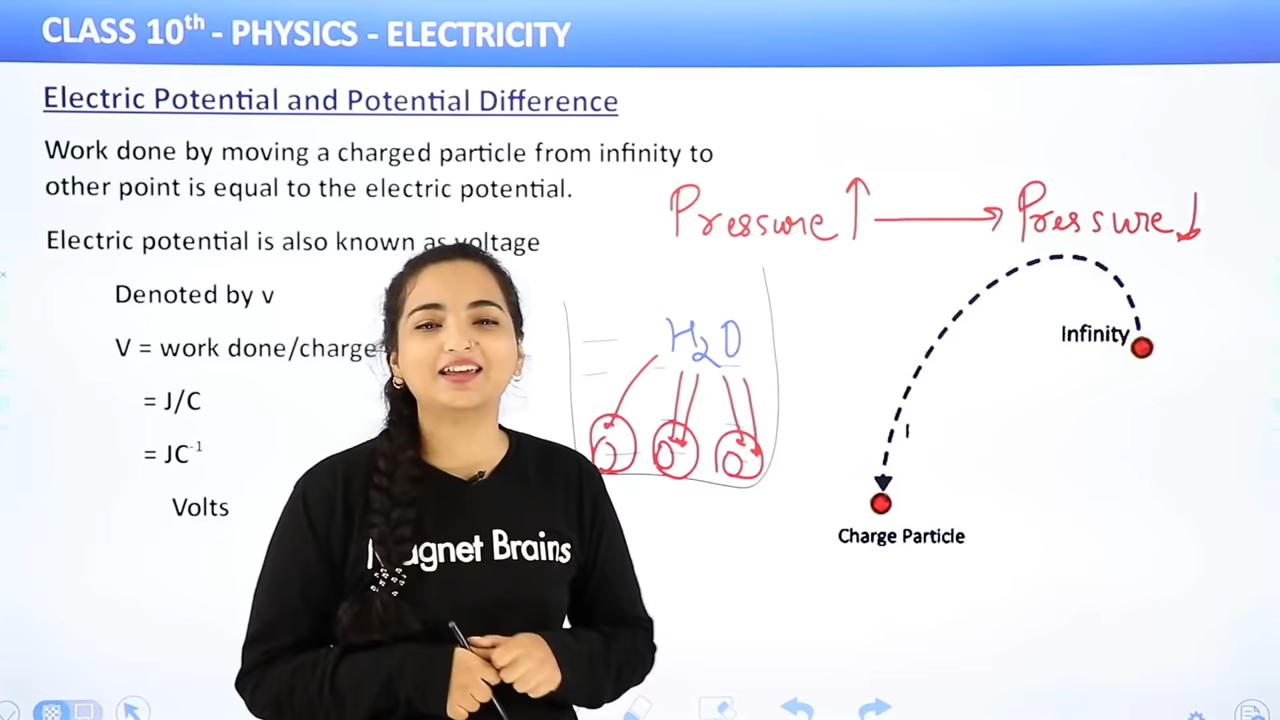 CLASS 10th - PHYSICS - ELECTRICITY
Electric Potential and Potential Difference
Work done by moving a charged particle from infinity to
other point is equal to the electric potential.
Pressure ↑ → Pressure ↓
Electric potential is also known as voltage
Denoted by v
V = work done/charge
= J/C
= JC⁻¹
Volts
H₂O
Infinity
Charge Particle
Magnet Brains